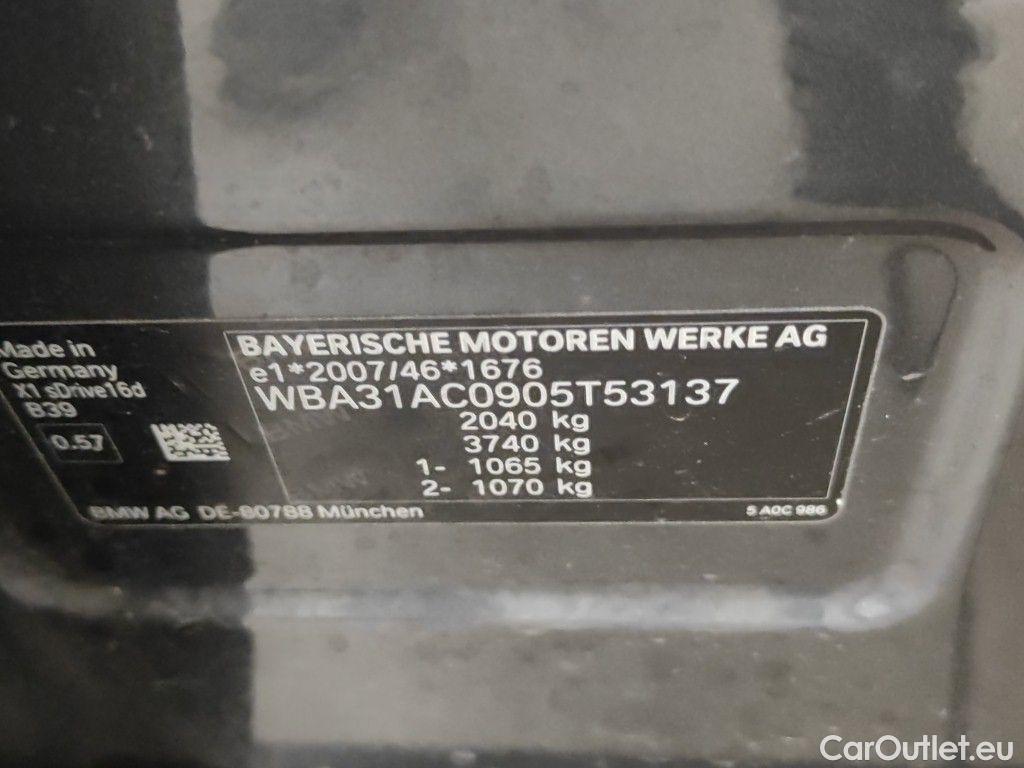 Made in
Germany
X1 sDrive16d
B39
0.57
BAYERISCHE MOTOREN WERKE AG
e1*2007/46*1676
WBA31AC0905T53137
2040 kg
3740 kg
1- 1065 kg
2- 1070 kg
BMW AG DE-80788 München
5 A0C 986
CarOutlet.eu